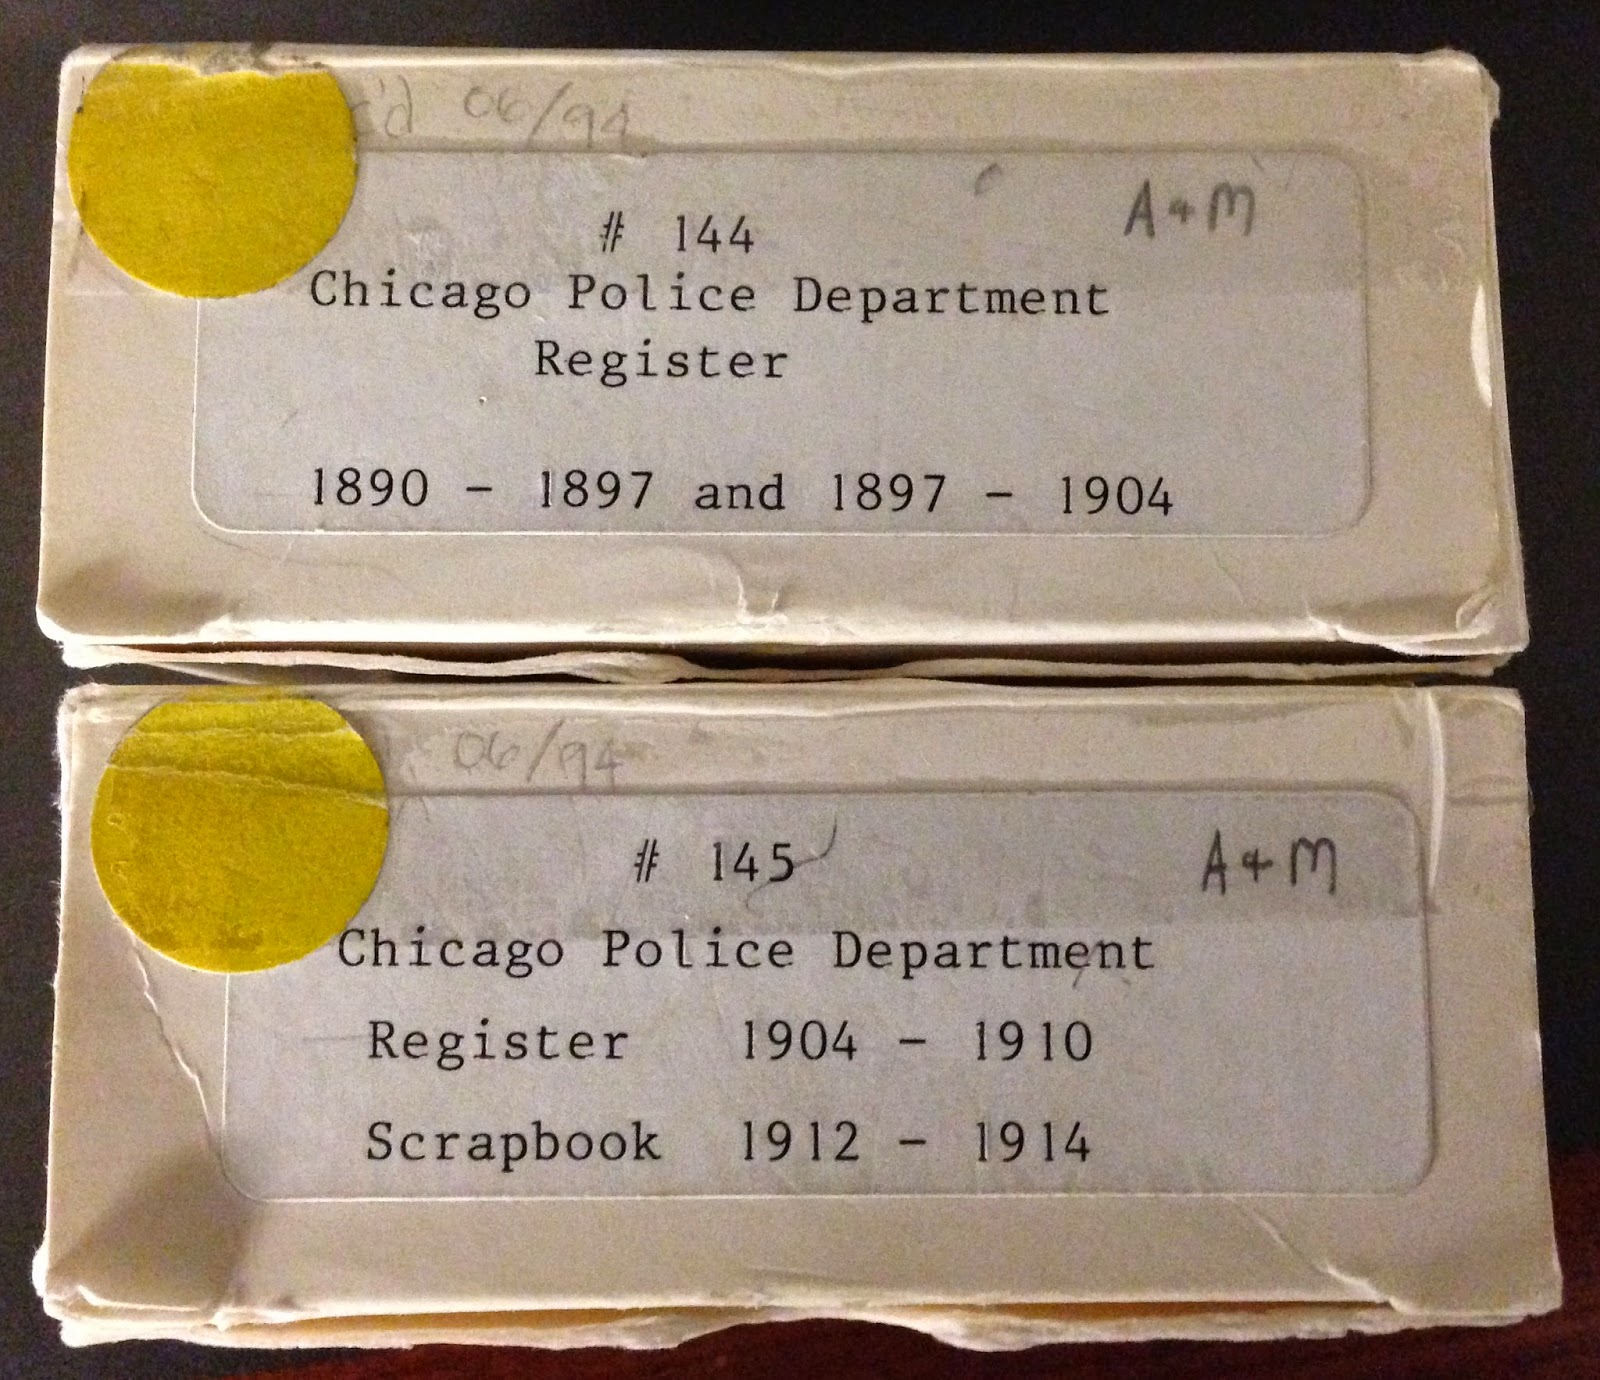 06/94
# 144
A + M
Chicago Police Department
Register
1890 - 1897 and 1897 - 1904
06/94
# 145
A + M
Chicago Police Department
Register 1904 - 1910
Scrapbook 1912 - 1914